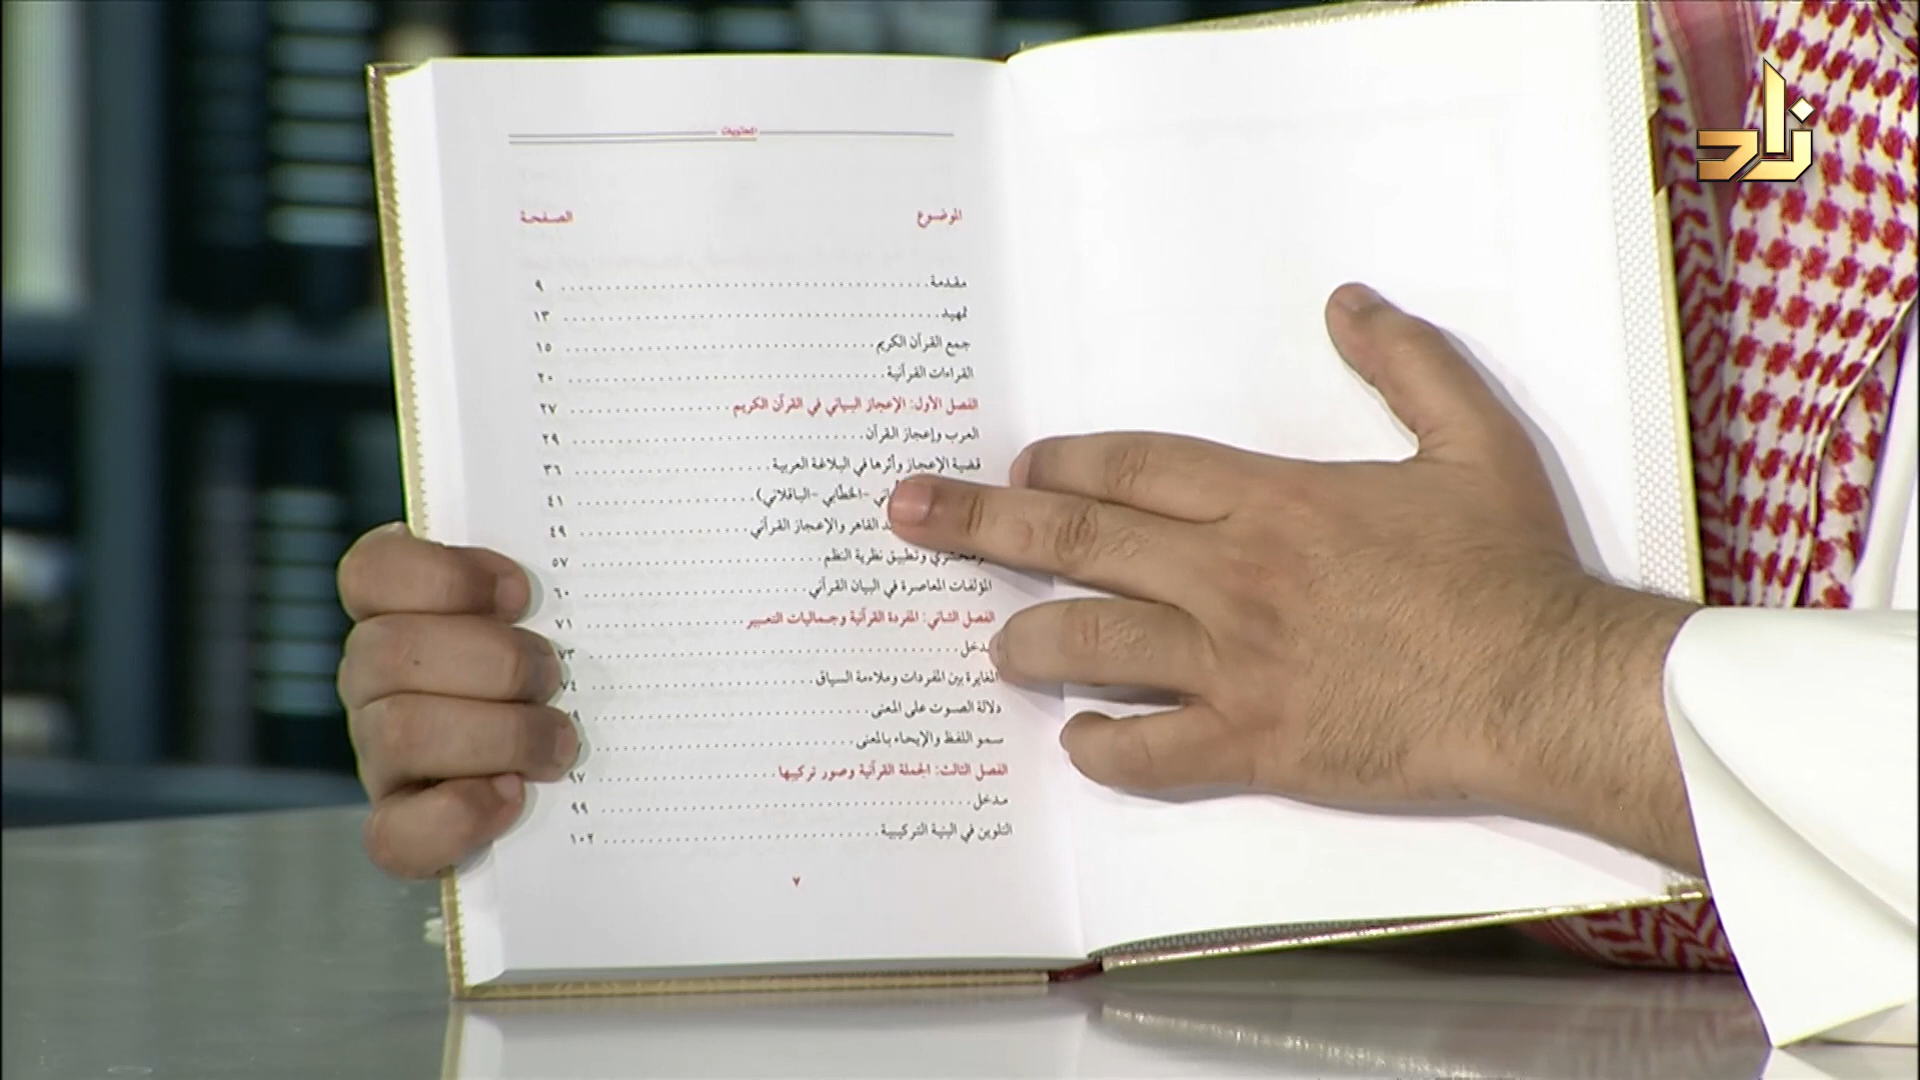 المحتويات
زاد
الموضوع الصفحة
مقدمة ٩
تمهيد ١٣
جمع القرآن الكريم ١٥
القراءات القرآنية ٢٠
الفصل الأول: الإعجاز البياني في القرآن الكريم ٢٧
العرب وإعجاز القرآن ٢٩
قضية الإعجاز وأثرها في البلاغة العربية ٣٦
-الخطّابي -الباقلاني) ٤١
القاهر والإعجاز القرآني ٤٩
وتطبيق نظرية النظم ٥٧
المؤلفات المعاصرة في البيان القرآني ٦٠
الفصل الثاني: المفردة القرآنية وجماليات التعبير ٧١
مدخل ٧٣
المغايرة بين المفردات وملاءمة السياق ٧٤
دلالة الصوت على المعنى
سمو اللفظ والإيحاء بالمعنى
الفصل الثالث: الجملة القرآنية وصور تركيبها ٩٧
مدخل ٩٩
التلوين في البنية التركيبية ١٠٢
٧